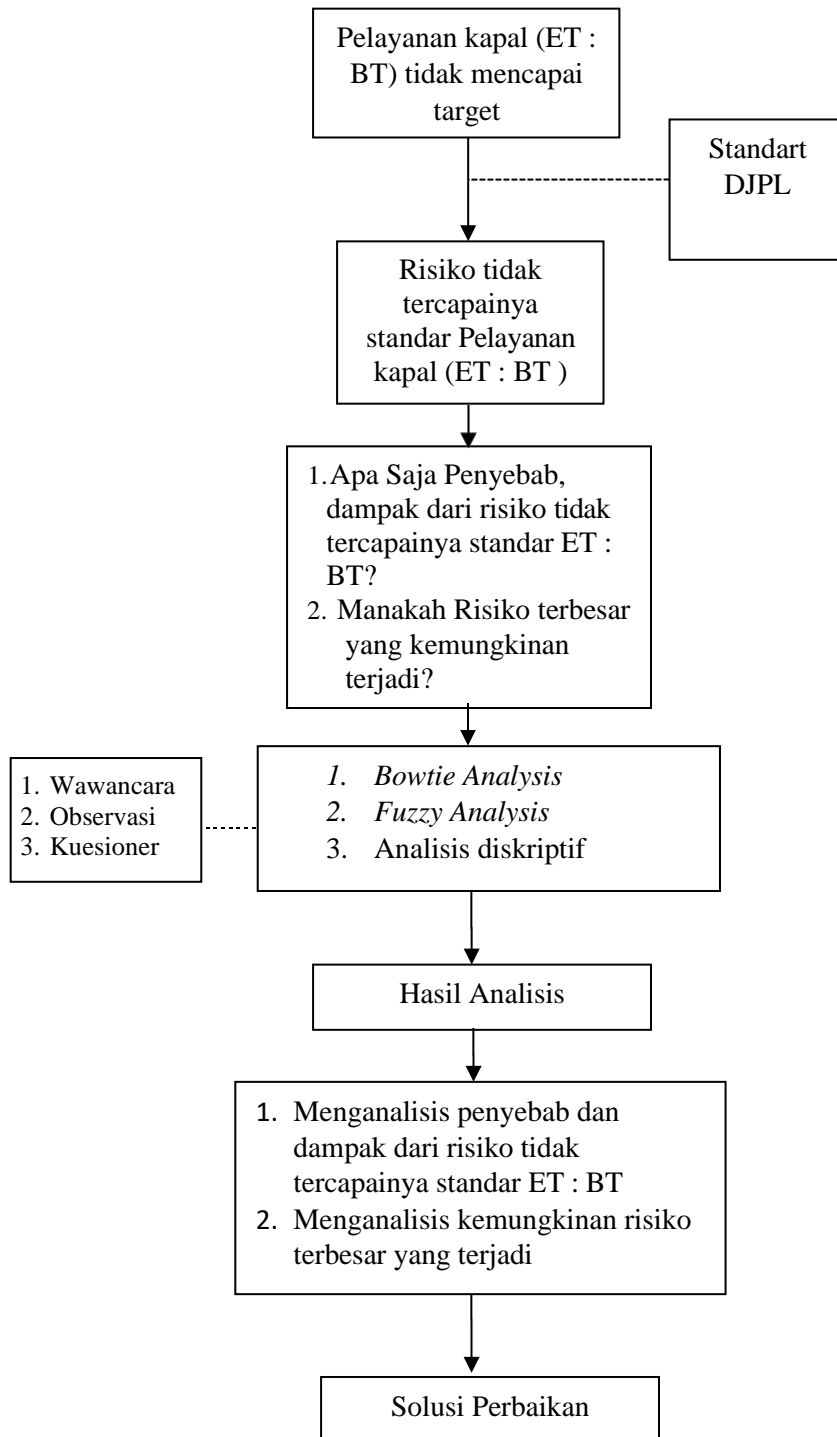 Pelayanan kapal (ET :
BT) tidak mencapai
target
Standart
DJPL
Risiko tidak
tercapainya
standar Pelayanan
kapal (ET : BT )
1.Apa Saja Penyebab,
dampak dari risiko tidak
tercapainya standar ET :
BT?
2. Manakah Risiko terbesar
yang kemungkinan
terjadi?
1. Wawancara
2. Observasi
3. Kuesioner
1. Bowtie Analysis
2. Fuzzy Analysis
3. Analisis diskriptif
Hasil Analisis
1. Menganalisis penyebab dan
dampak dari risiko tidak
tercapainya standar ET : BT
2. Menganalisis kemungkinan risiko
terbesar yang terjadi
Solusi Perbaikan